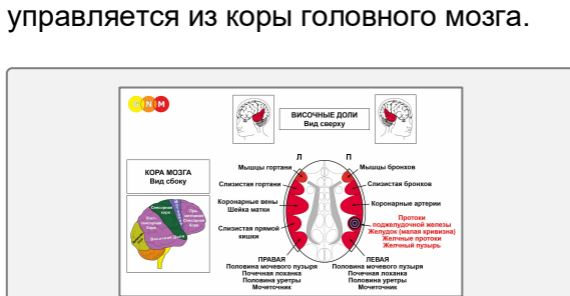 управляется из коры головного мозга.
GNM
ВИСОЧНЫЕ ДОЛИ
Вид сверху
КОРА МОЗГА
Вид сбоку
Л П
Мышцы гортани
Слизистая гортани
Коронарные вены
Шейка матки
Слизистая прямой
кишки
ПРАВАЯ
Половина мочевого пузыря
Почечная лоханка
Половина уретры
Мочеточник
Мышцы бронхов
Слизистая бронхов
Коронарные артерии
Протоки
поджелудочной железы
Желудок (малая кривизна)
Желчные протоки
Желчный пузырь
ЛЕВАЯ
Половина мочевого пузыря
Почечная лоханка
Половина уретры
Мочеточник